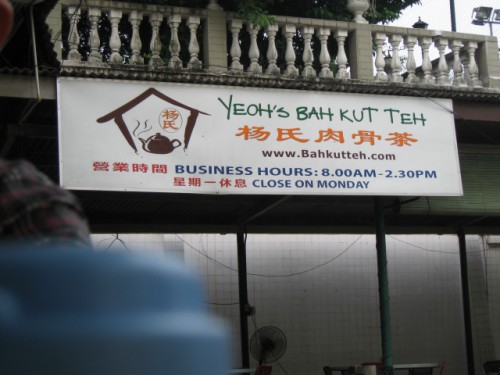 杨氏
YEOH'S BAH KUT TEH
杨氏肉骨茶
www.Bahkutteh.com
營業時間 BUSINESS HOURS: 8.00AM-2.30PM
星期一休息 CLOSE ON MONDAY